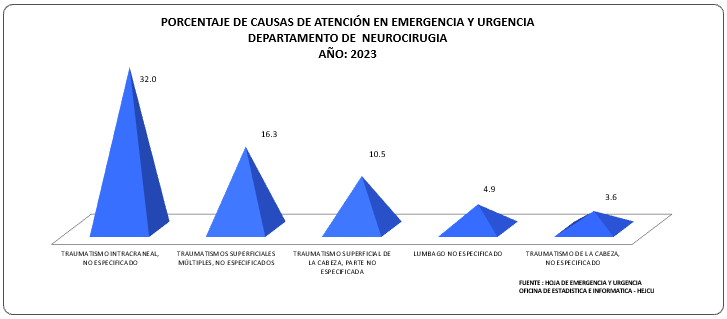 PORCENTAJE DE CAUSAS DE ATENCIÓN EN EMERGENCIA Y URGENCIA
DEPARTAMENTO DE NEUROCIRUGIA
AÑO: 2023
32.0
16.3
10.5
4.9
3.6
TRAUMATISMO INTRACANEAL,
NO ESPECIFICADO
TRAUMATISMOS SUPERFICIALES
MÚLTIPLES, NO ESPECIFICADOS
TRAUMATISMO SUPERFICIAL DE
LA CABEZA, PARTE NO
ESPECIFICADA
LUMBAGO NO ESPECIFICADO
TRAUMATISMO DE LA CABEZA,
NO ESPECIFICADO
FUENTE : HOJA DE EMERGENCIA Y URGENCIA
OFICINA DE ESTADISTICA E INFORMATICA - HEJCU